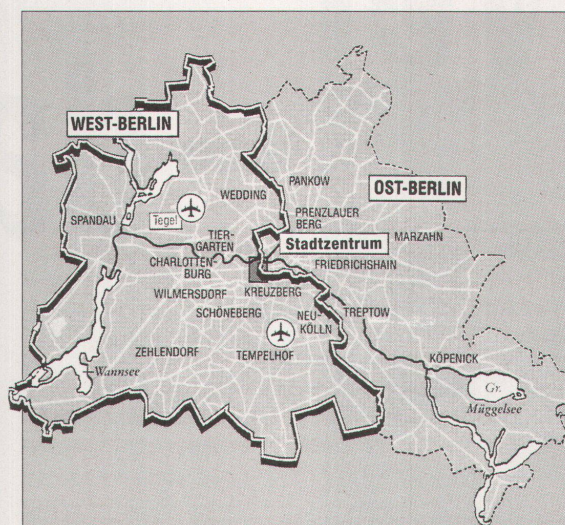 WEST-BERLIN
OST-BERLIN
WEDDING
PANKOW
SPANDAU
Tegel
PRENZLAUER
BERG
MARZAHN
TIER-
GARTEN
Stadtzentrum
CHARLOTTEN-
BURG
FRIEDRICHSHAIN
WILMERSDORF
KREUZBERG
SCHÖNEBERG
NEU-
KÖLLN
TREPTOW
ZEHLENDORF
TEMPELHOF
KÖPENICK
Wannsee
Gr.
Müggelsee